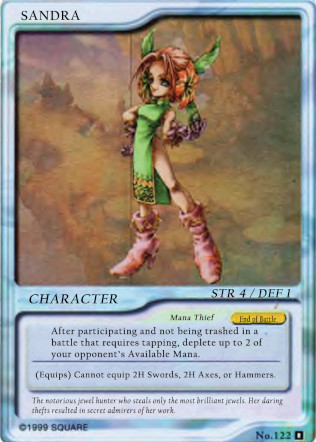 SANDRA
CHARACTER
STR 4 / DEF 1
Mana Thief
End of Battle
After participating and not being trashed in a
battle that requires tapping, deplete up to 2 of
your opponent's Available Mana.
(Equips) Cannot equip 2H Swords, 2H Axes, or Hammers.
The notorious jewel hunter who steals only the most brilliant jewels. Her daring
thefts resulted in secret admirers of her work.
©1999 SQUARE
No.122